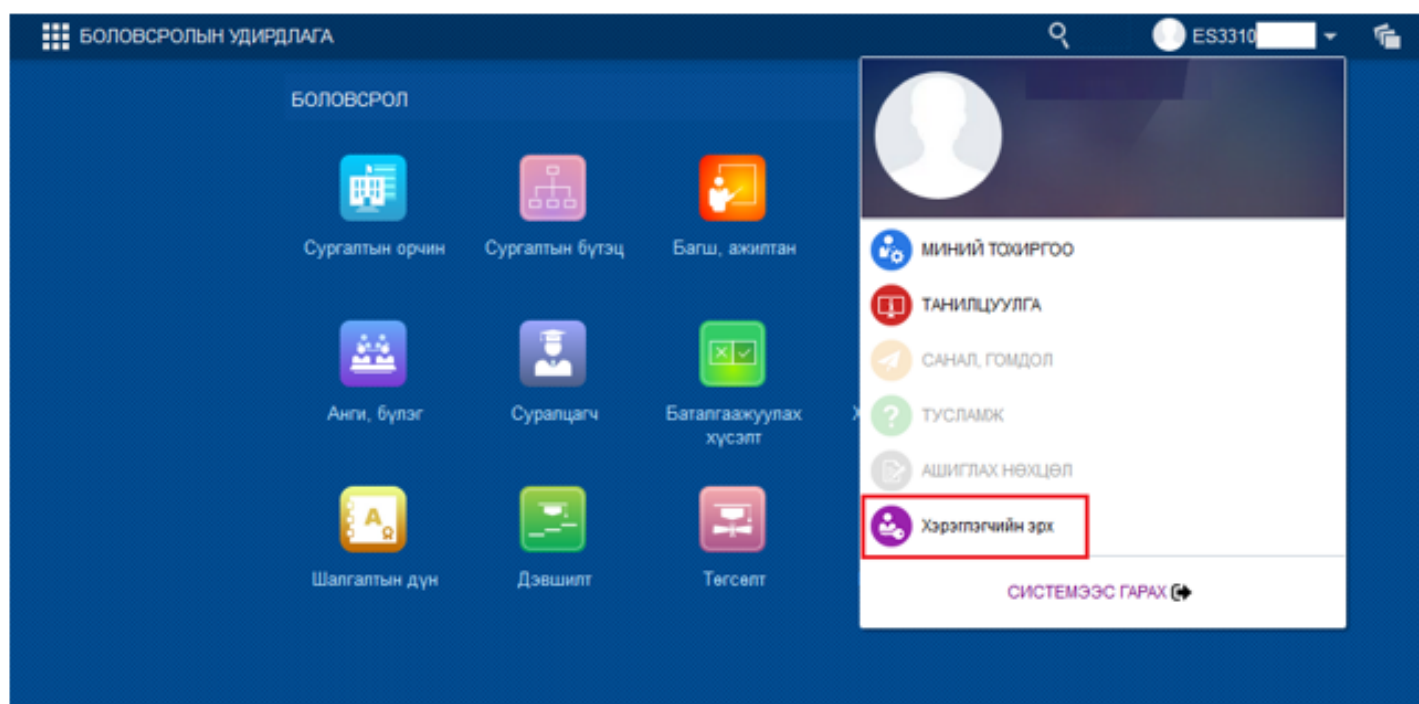 БОЛОВСРОЛЫН УДИРДЛАГА
ES3310
БОЛОВСРОЛ
Сургалтын орчин
Сургалтын бүтэц
Багш, ажилтан
Анги, бүлэг
Суралцагч
Баталгаажуулах
хүсэлт
Шалгалтын дүн
Дэвшилт
Төгсөлт
МИНИЙ ТОХИРГОО
ТАНИЛЦУУЛГА
САНАЛ, ГОМДОЛ
ТУСЛАМЖ
АШИГЛАХ НӨХЦӨЛ
Хэрэглэгчийн эрх
СИСТЕМЭЭС ГАРАХ